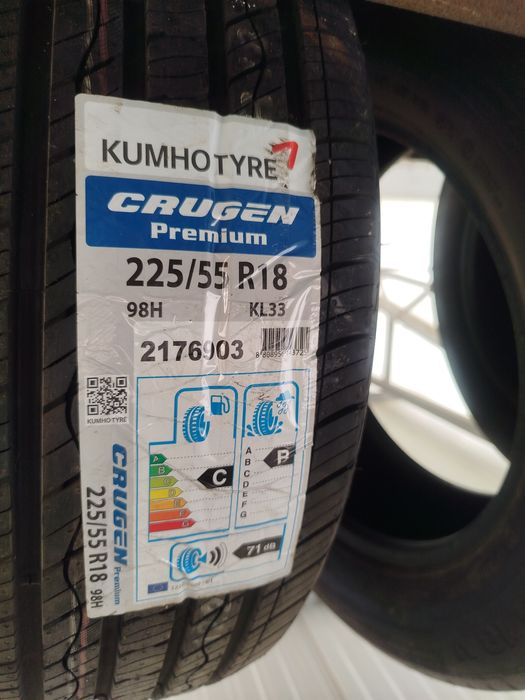 KUMHOTYRE
CRUGEN
Premium
225/55 R18
98H KL33
2176903
KUMHOTYRE
A
B
C
D
E
F
G
C
A
B
C
D
E
F
G
71 dB
CRUGEN Premium
225/55 R18 98H